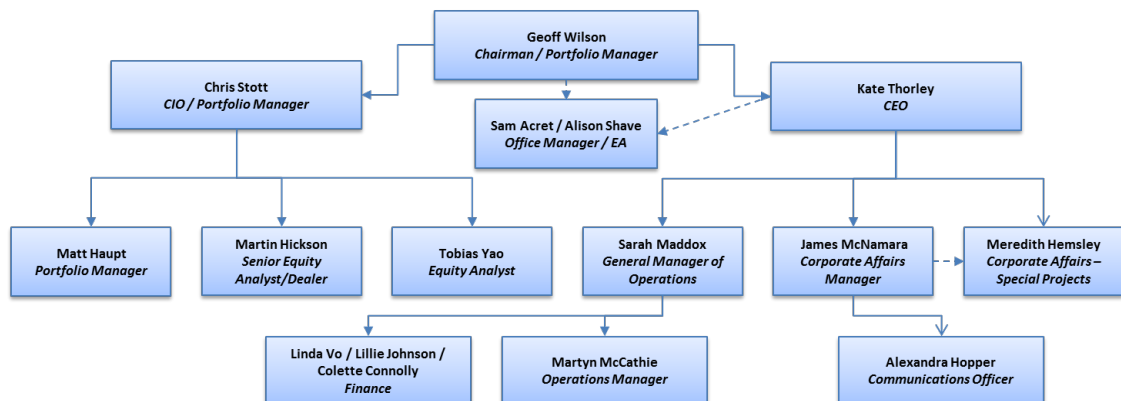 Geoff Wilson
Chairman / Portfolio Manager
Chris Stott
CIO / Portfolio Manager
Kate Thorley
CEO
Sam Acret / Alison Shave
Office Manager / EA
Matt Haupt
Portfolio Manager
Martin Hickson
Senior Equity
Analyst/Dealer
Tobias Yao
Equity Analyst
Sarah Maddox
General Manager of
Operations
James McNamara
Corporate Affairs
Manager
Meredith Hemsley
Corporate Affairs –
Special Projects
Linda Vo / Lillie Johnson /
Colette Connolly
Finance
Martyn McCathie
Operations Manager
Alexandra Hopper
Communications Officer